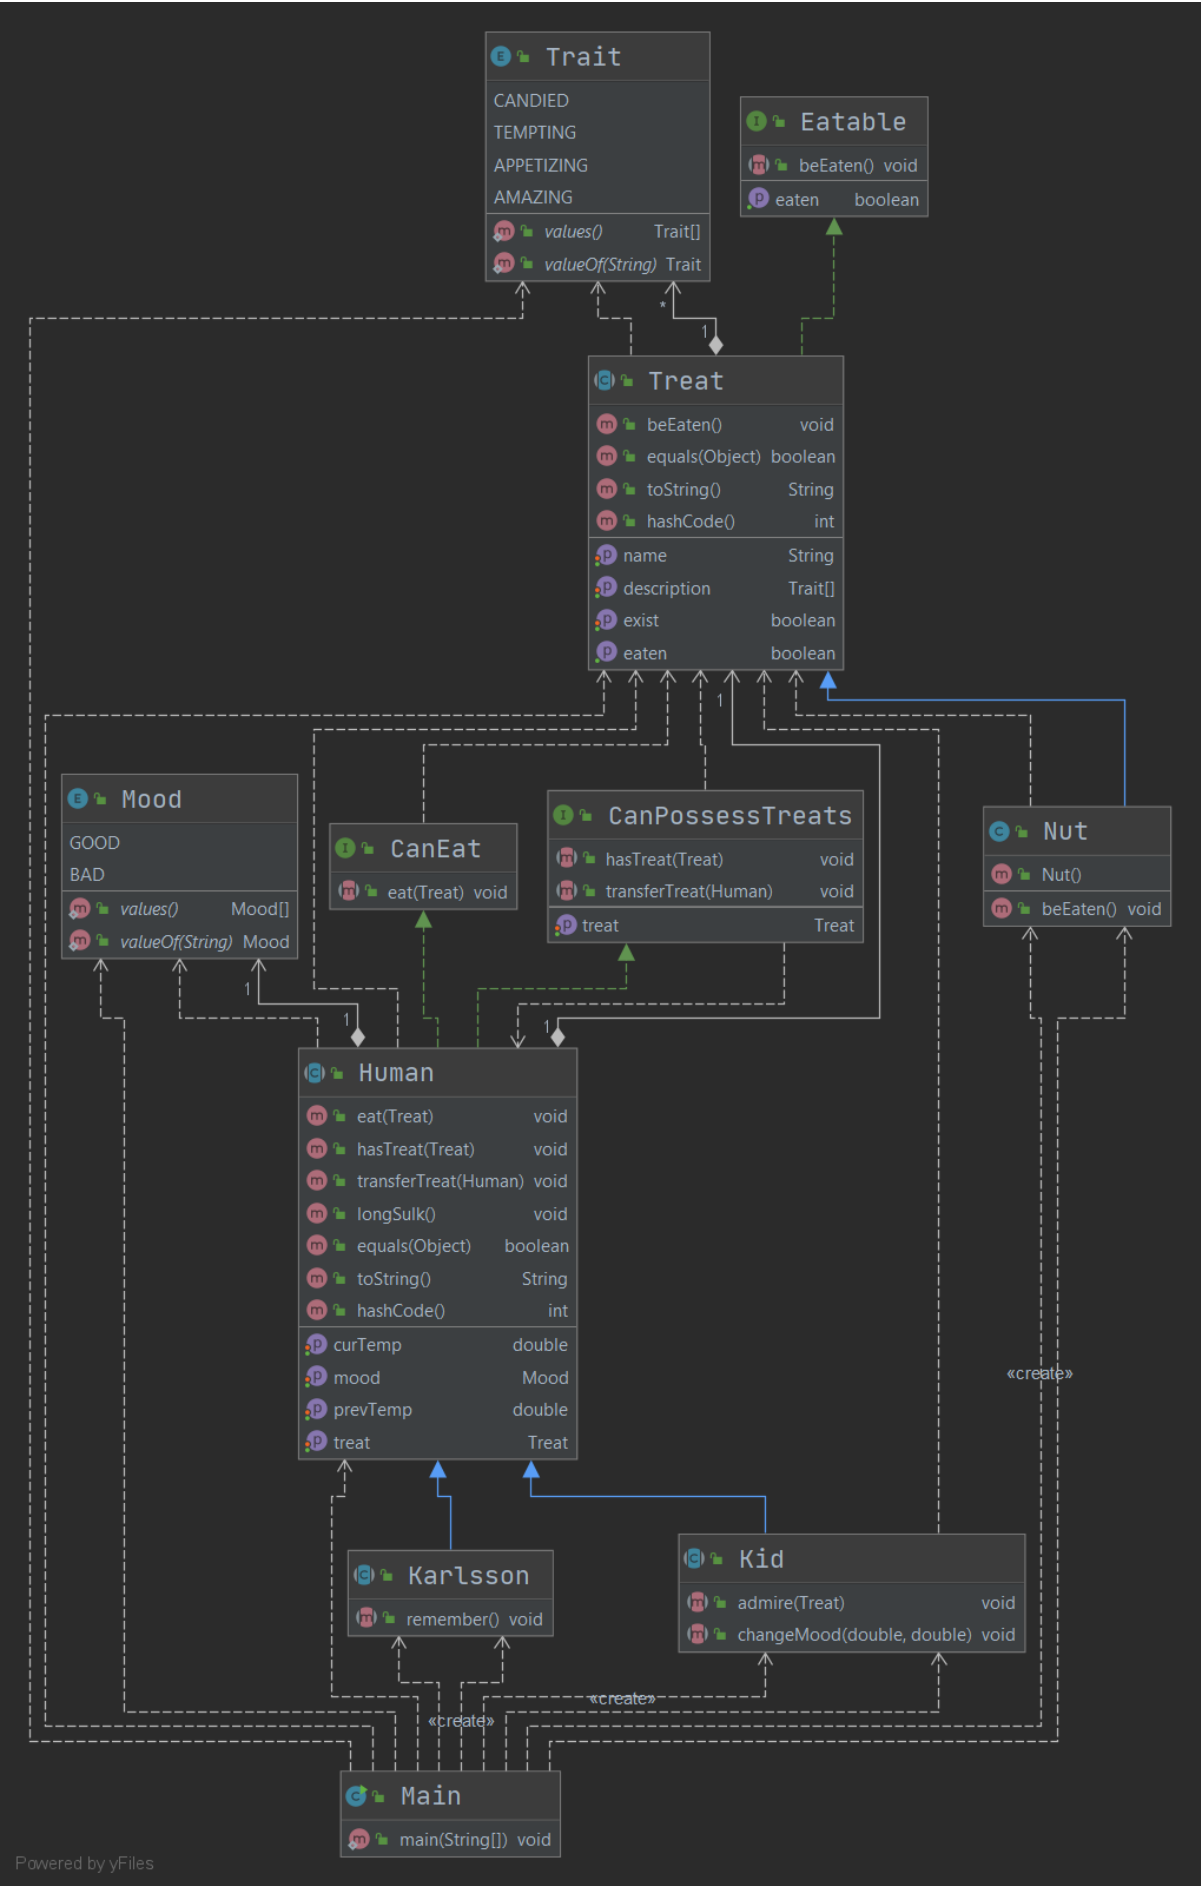 Trait
CANDIED
TEMPTING
APPETIZING
AMAZING
values() Trait[]
valueOf(String) Trait
Eatable
beEaten() void
eaten boolean
*
1
Treat
beEaten() void
equals(Object) boolean
toString() String
hashCode() int
name String
description Trait[]
exist boolean
eaten boolean
1
Mood
GOOD
BAD
values() Mood[]
valueOf(String) Mood
CanEat
eat(Treat) void
CanPossessTreats
hasTreat(Treat) void
transferTreat(Human) void
treat Treat
Nut
Nut()
beEaten() void
1
1
1
Human
eat(Treat) void
hasTreat(Treat) void
transferTreat(Human) void
longSulk() void
equals(Object) boolean
toString() String
hashCode() int
curTemp double
mood Mood
prevTemp double
treat Treat
«create»
Karlsson
remember() void
Kid
admire(Treat) void
changeMood(double, double) void
«create»
«create»
Main
main(String[]) void
Powered by yFiles